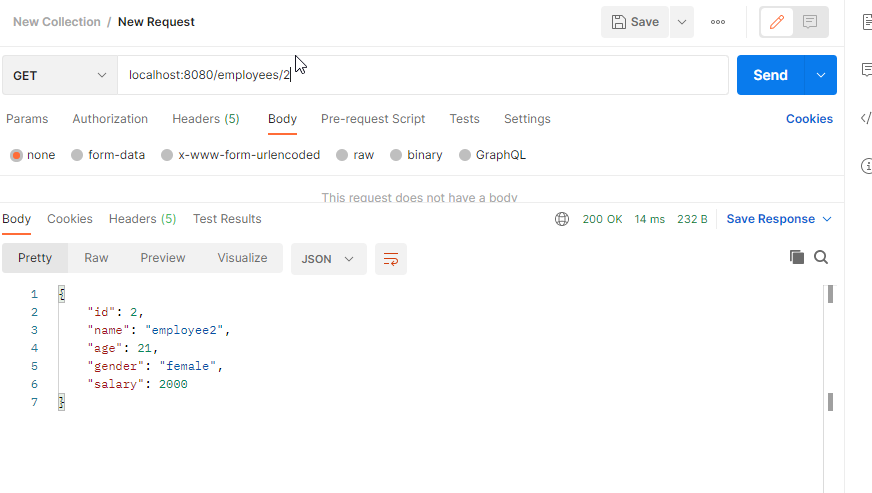 New Collection / New Request Save ooo
GET localhost:8080/employees/2 Send
Params Authorization Headers (5) Body Pre-request Script Tests Settings Cookies
none form-data x-www-form-urlencoded raw binary GraphQL
This request does not have a body
Body Cookies Headers (5) Test Results 200 OK 14 ms 232 B Save Response
Pretty Raw Preview Visualize JSON
1 {
2 "id": 2,
3 "name": "employee2",
4 "age": 21,
5 "gender": "female",
6 "salary": 2000
7 }